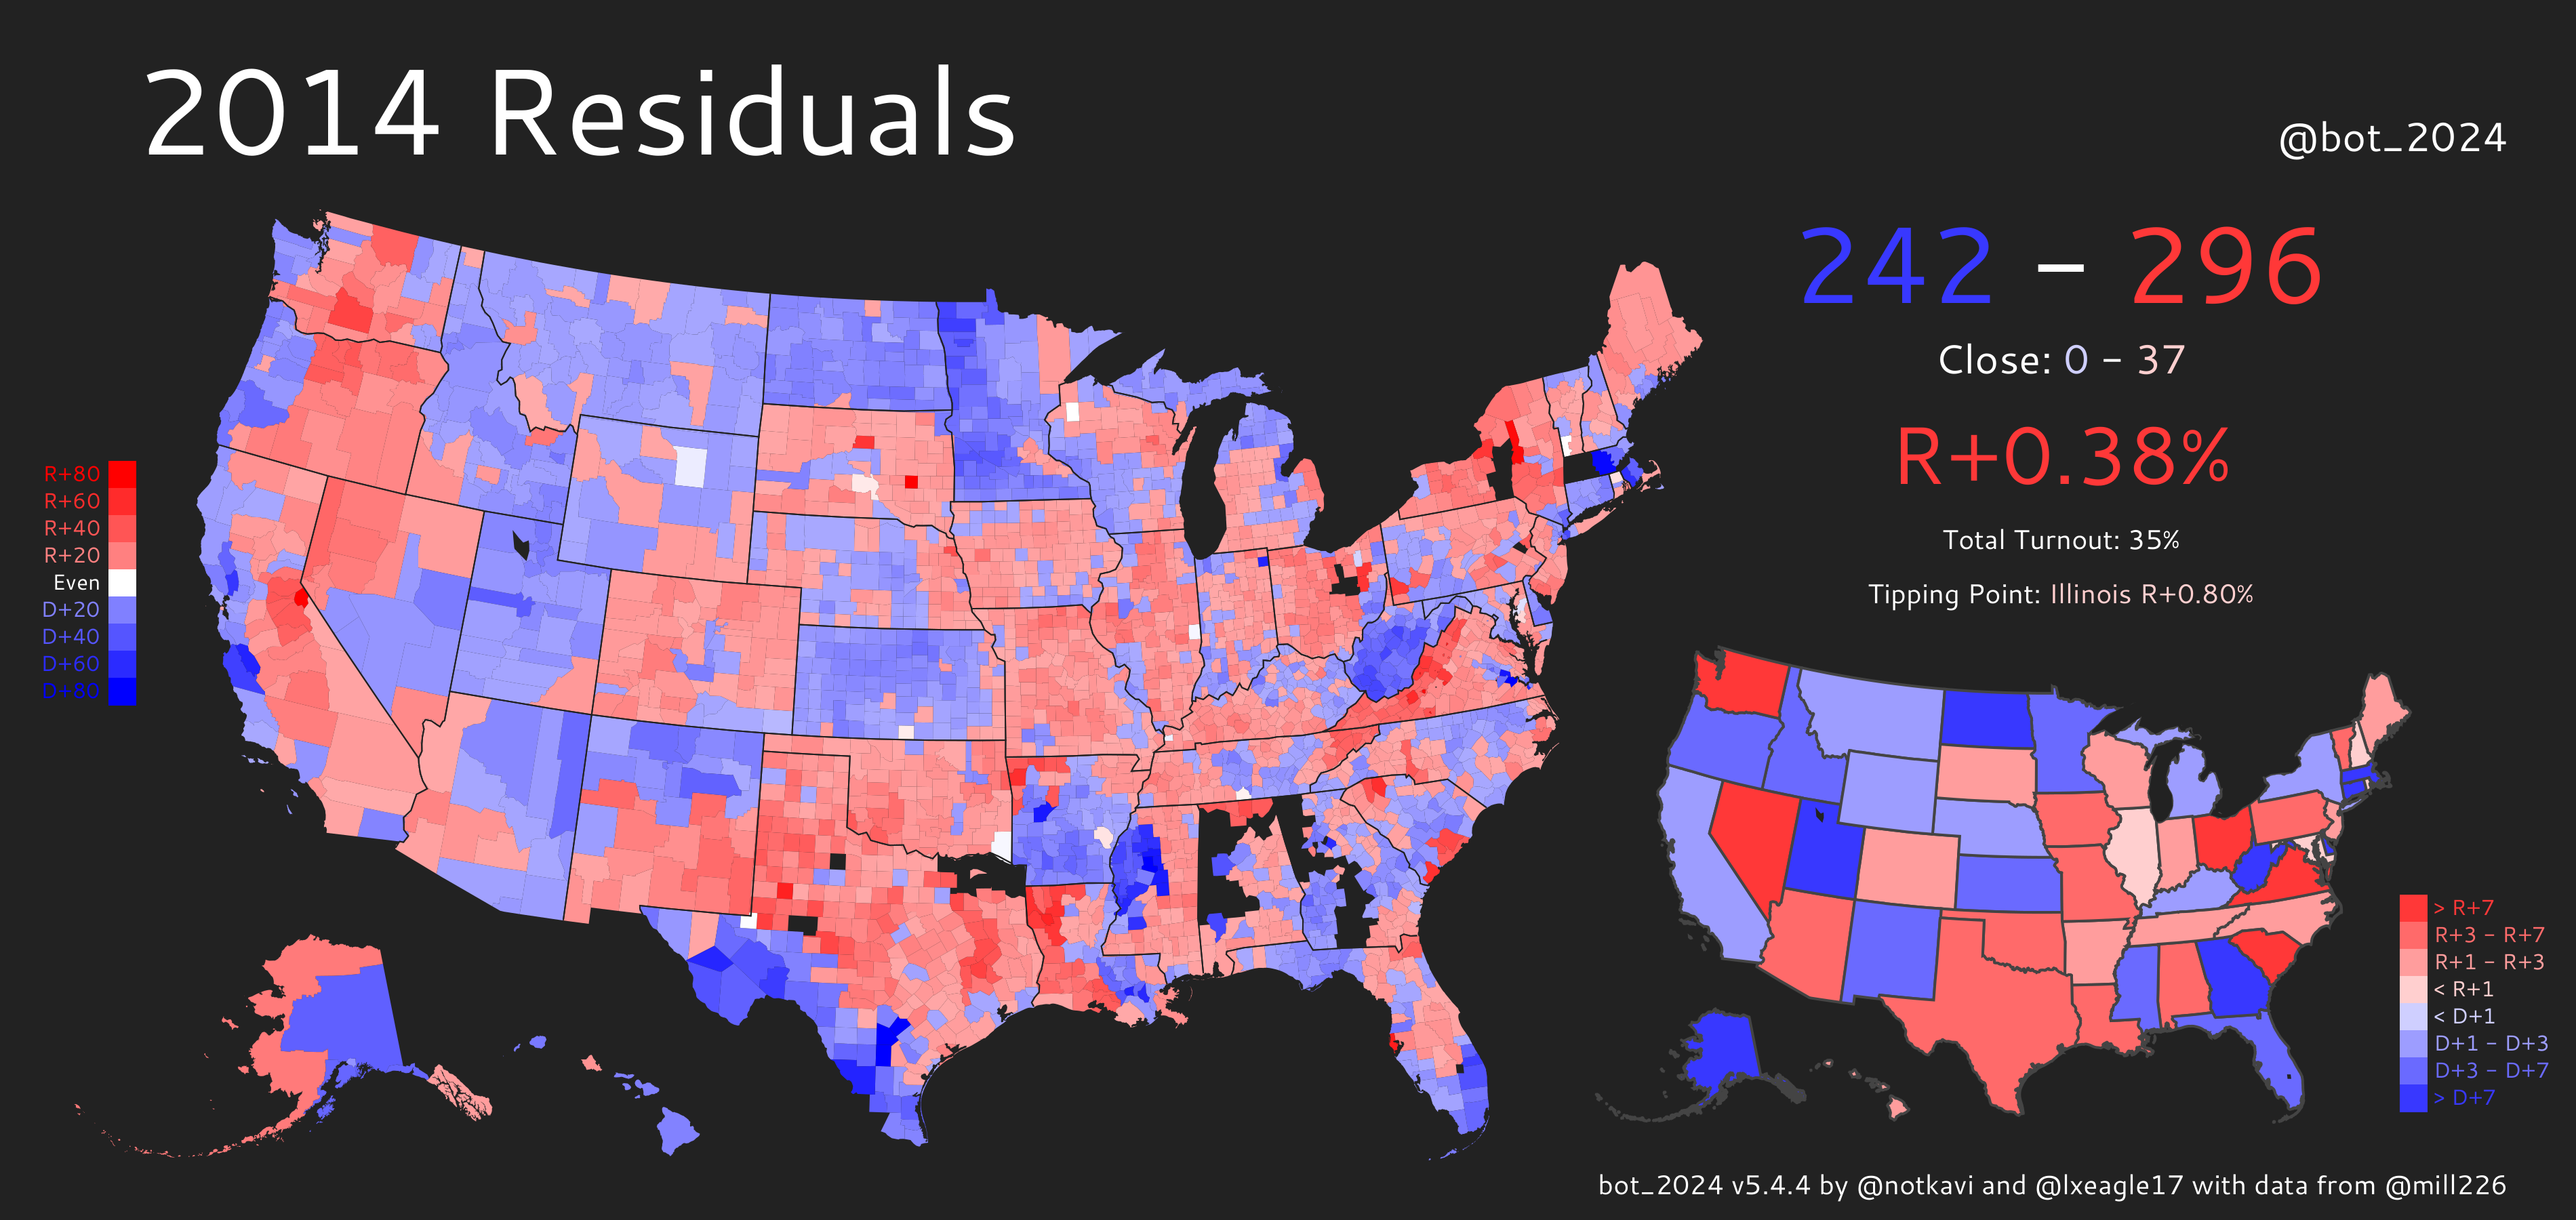 2014 Residuals
@bot_2024
242 – 296
Close: 0 – 37
R+0.38%
Total Turnout: 35%
Tipping Point: Illinois R+0.80%
R+80
R+60
R+40
R+20
Even
D+20
D+40
D+60
D+80
> R+7
R+3 – R+7
R+1 – R+3
< R+1
< D+1
D+1 – D+3
D+3 – D+7
> D+7
bot_2024 v5.4.4 by @notkavi and @lxeagle17 with data from @mill226